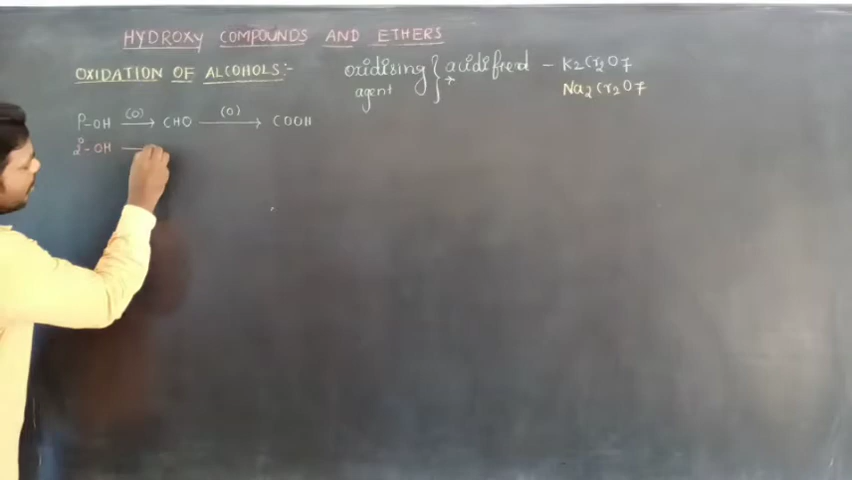 HYDROXY COMPOUNDS AND ETHERS
OXIDATION OF ALCOHOLS:-
oxidising agent } acidified - K2Cr2O7
Na2Cr2O7
P-OH (O) → CHO (O) → COOH
2°-OH —